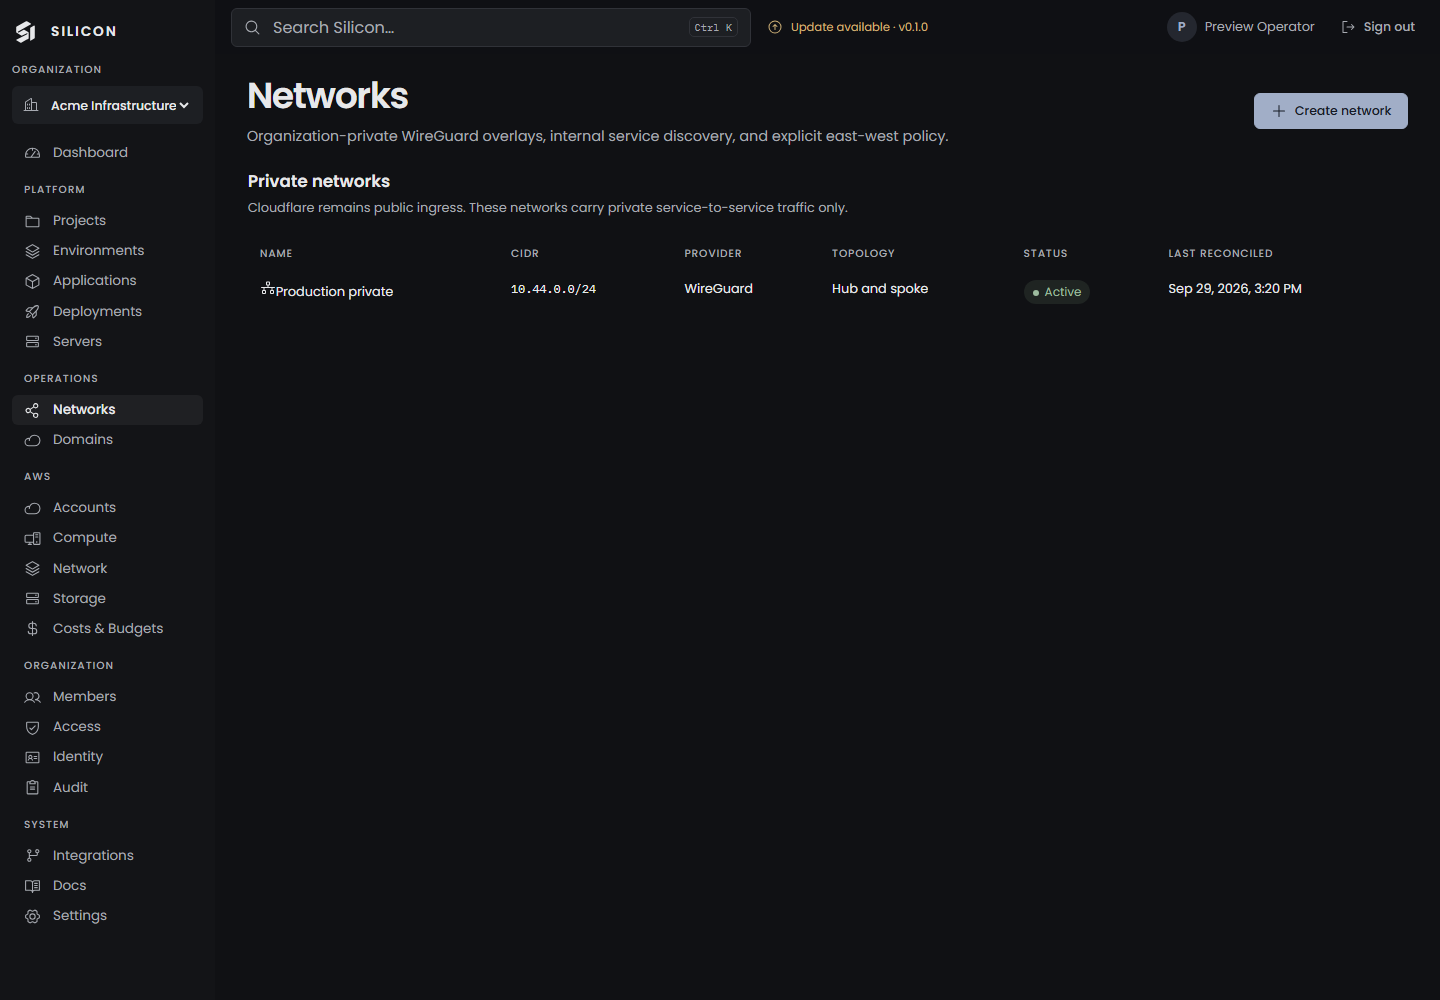 SILICON
Search Silicon...
Ctrl K
Update available · v0.1.0
P
Preview Operator
Sign out
ORGANIZATION
Acme Infrastructure
Dashboard
PLATFORM
Projects
Environments
Applications
Deployments
Servers
OPERATIONS
Networks
Domains
AWS
Accounts
Compute
Network
Storage
Costs & Budgets
ORGANIZATION
Members
Access
Identity
Audit
SYSTEM
Integrations
Docs
Settings
Networks
Organization-private WireGuard overlays, internal service discovery, and explicit east-west policy.
Create network
Private networks
Cloudflare remains public ingress. These networks carry private service-to-service traffic only.
NAME CIDR PROVIDER TOPOLOGY STATUS LAST RECONCILED
Production private 10.44.0.0/24 WireGuard Hub and spoke Active Sep 29, 2026, 3:20 PM